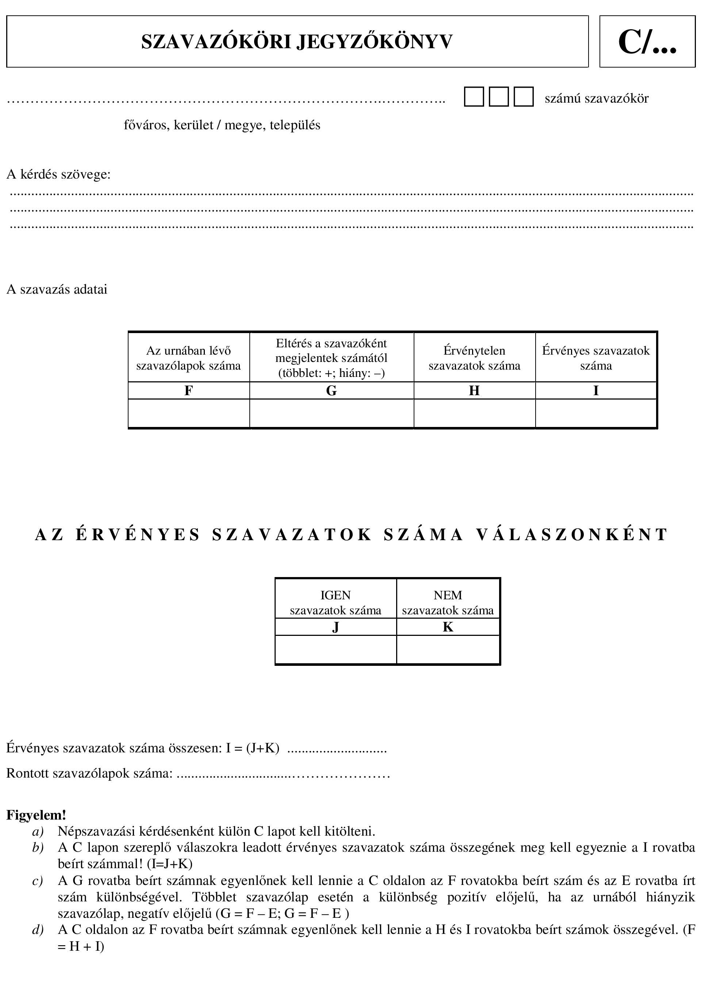 SZAVAZÓKÖRI JEGYZŐKÖNYV
C/...
……………………………………………………………………………….………….. számú szavazókör
főváros, kerület / megye, település
A kérdés szövege:
................................................................................................................................................................................................
................................................................................................................................................................................................
................................................................................................................................................................................................
A szavazás adatai
Az urnában lévő
szavazólapok száma
Eltérés a szavazóként
megjelentek számától
(többlet: +; hiány: –)
Érvénytelen
szavazatok száma
Érvényes szavazatok
száma
F G H I
AZ ÉRVÉNYES SZAVAZATOK SZÁMA VÁLASZONKÉNT
IGEN
szavazatok száma
NEM
szavazatok száma
J K
Érvényes szavazatok száma összesen: I = (J+K) ............................
Rontott szavazólapok száma: ................................…………………
Figyelem!
a) Népszavazási kérdésenként külön C lapot kell kitölteni.
b) A C lapon szereplő válaszokra leadott érvényes szavazatok száma összegének meg kell egyeznie a I rovatba
beírt számmal! (I=J+K)
c) A G rovatba beírt számnak egyenlőnek kell lennie a C oldalon az F rovatokba beírt szám és az E rovatba írt
szám különbségével. Többlet szavazólap esetén a különbség pozitív előjelű, ha az urnából hiányzik
szavazólap, negatív előjelű (G = F – E; G = F – E )
d) A C oldalon az F rovatba beírt számnak egyenlőnek kell lennie a H és I rovatokba beírt számok összegével. (F
= H + I)